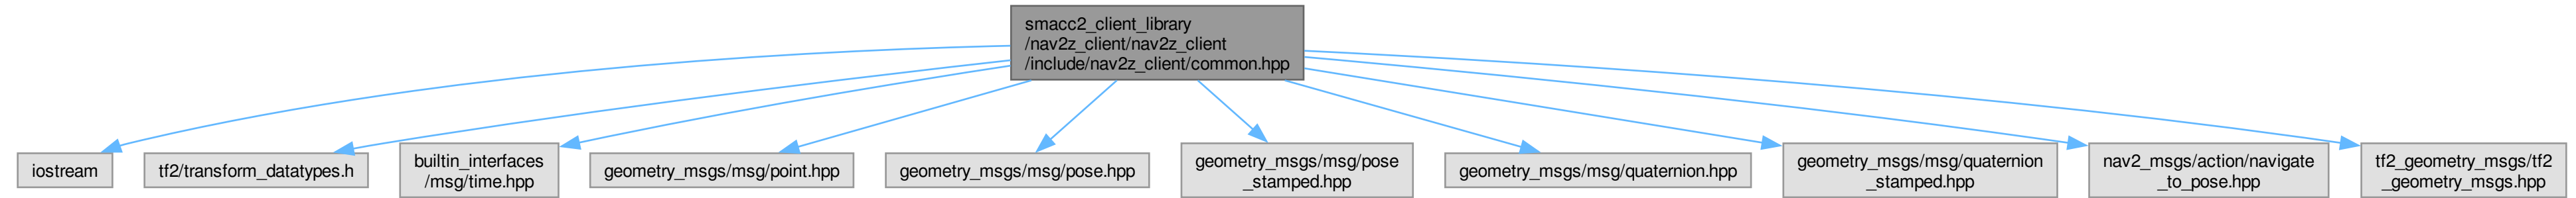 smacc2_client_library
/nav2z_client/nav2z_client
/include/nav2z_client/common.hpp
iostream
tf2/transform_datatypes.h
builtin_interfaces
/msg/time.hpp
geometry_msgs/msg/point.hpp
geometry_msgs/msg/pose.hpp
geometry_msgs/msg/pose
_stamped.hpp
geometry_msgs/msg/quaternion.hpp
geometry_msgs/msg/quaternion
_stamped.hpp
nav2_msgs/action/navigate
_to_pose.hpp
tf2_geometry_msgs/tf2
_geometry_msgs.hpp